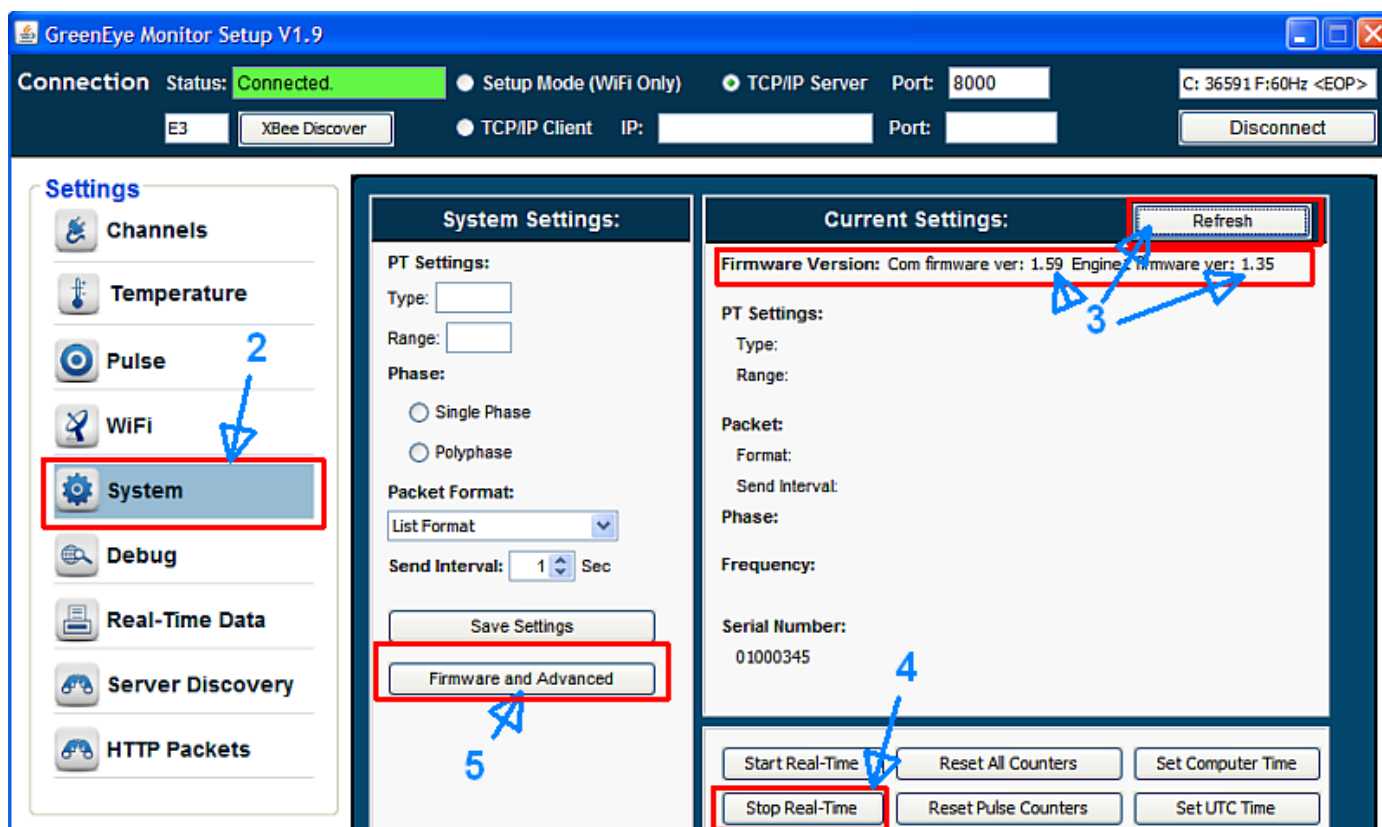 GreenEye Monitor Setup V1.9
Connection Status: Connected. Setup Mode (WiFi Only) TCP/IP Server Port: 8000 C: 36591 F:60Hz <EOP>
E3 XBee Discover TCP/IP Client IP: Port: Disconnect
Settings
Channels
Temperature
Pulse
2
WiFi
System
Debug
Real-Time Data
Server Discovery
HTTP Packets
System Settings:
PT Settings:
Type:
Range:
Phase:
Single Phase
Polyphase
Packet Format:
List Format
Send Interval: 1 Sec
Save Settings
Firmware and Advanced
5
Current Settings: Refresh
Firmware Version: Com firmware ver: 1.59 Engine firmware ver: 1.35
3
PT Settings:
Type:
Range:
Packet:
Format:
Send Interval:
Phase:
Frequency:
Serial Number:
01000345
4
Start Real-Time Reset All Counters Set Computer Time
Stop Real-Time Reset Pulse Counters Set UTC Time